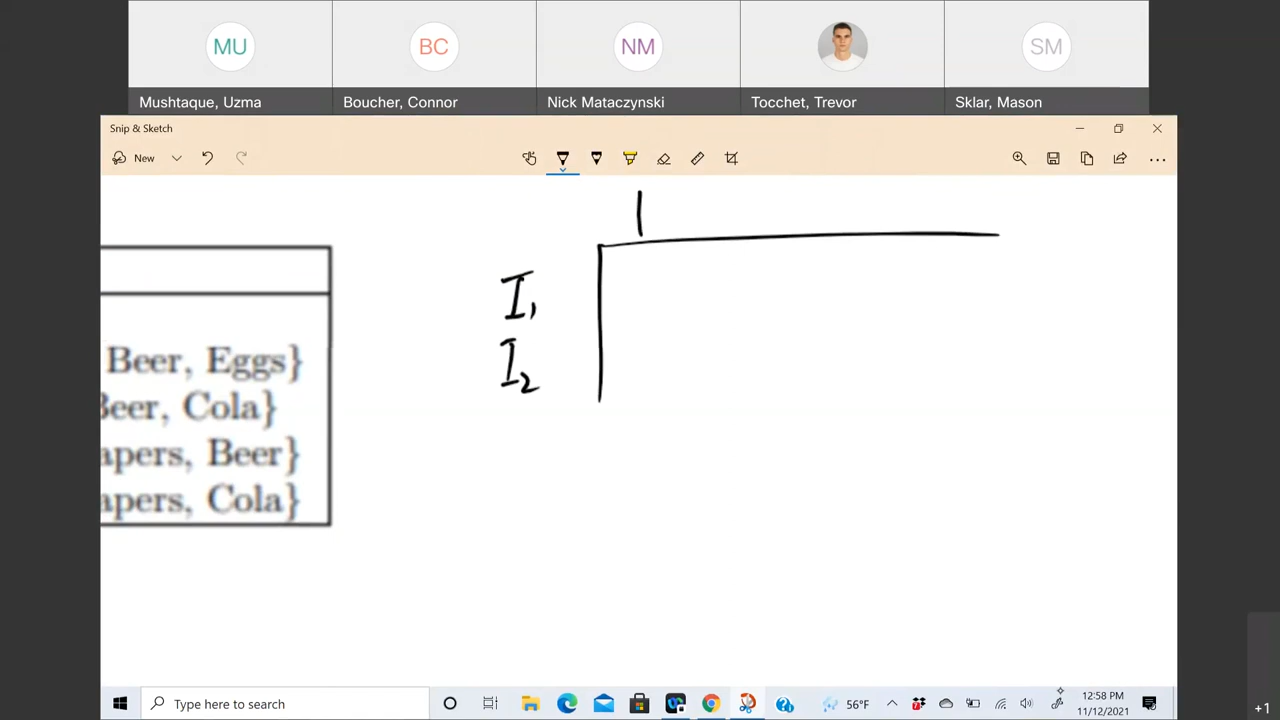 MU BC NM SM
Mushtaque, Uzma Boucher, Connor Nick Mataczynski Tocchet, Trevor Sklar, Mason
Snip & Sketch
New
1
I1
I2
Beer, Eggs}
Beer, Cola}
apers, Beer}
apers, Cola}
Type here to search
56°F
12:58 PM
11/12/2021
+1